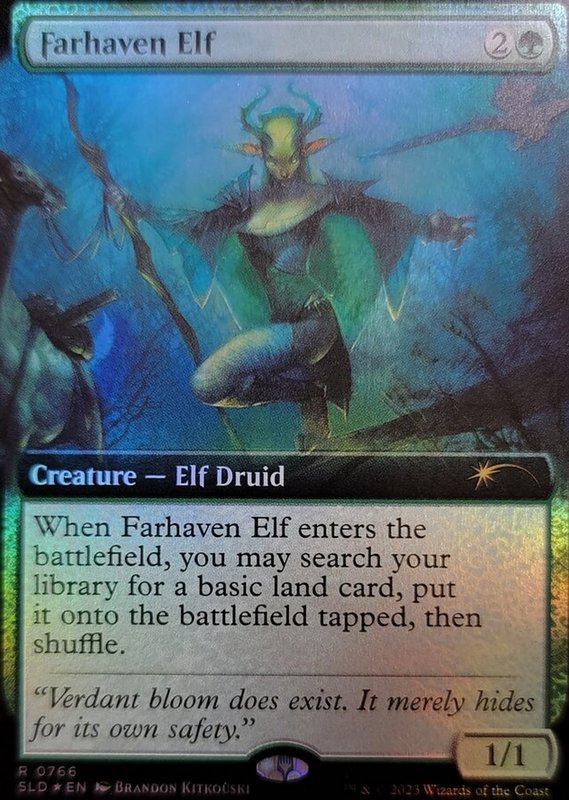 Farhaven Elf 2
Creature — Elf Druid
When Farhaven Elf enters the
battlefield, you may search your
library for a basic land card, put
it onto the battlefield tapped, then
shuffle.
“Verdant bloom does exist. It merely hides
for its own safety.”
1/1
R 0766
SLD ★ EN Brandon Kitkouski
™ & © 2023 Wizards of the Coast